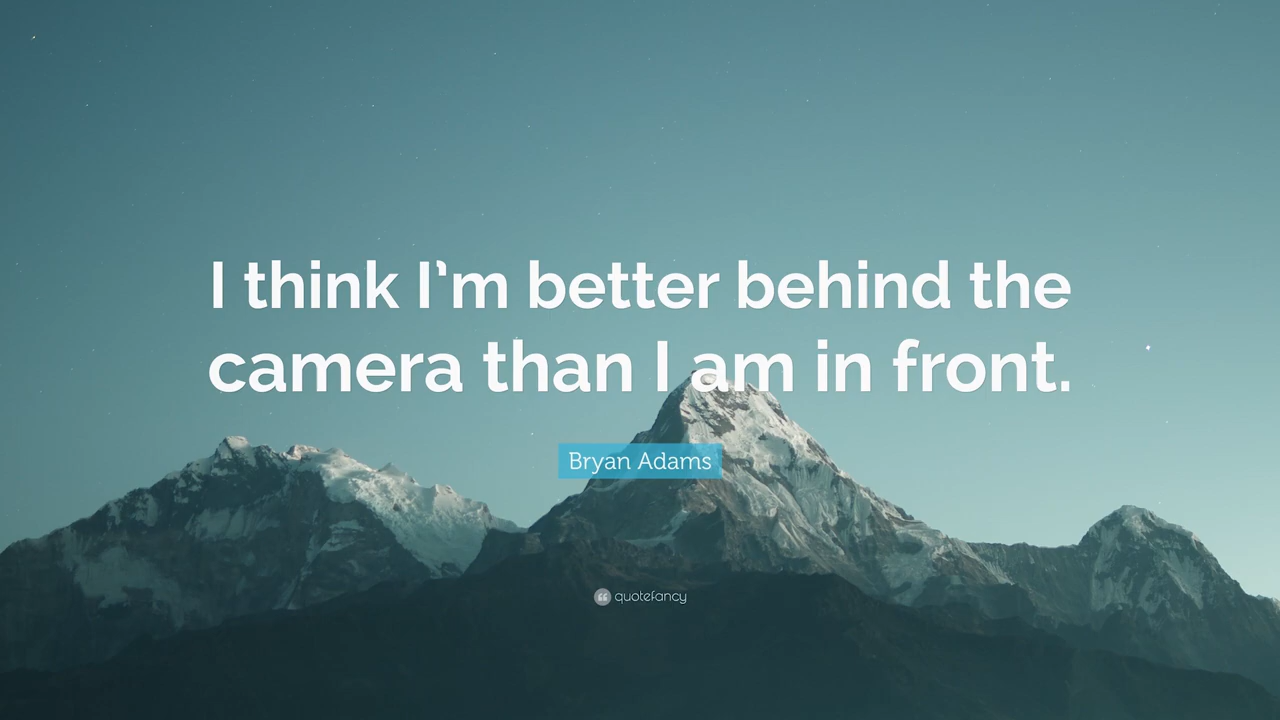 I think I’m better behind the
camera than I am in front.
Bryan Adams
quotefancy